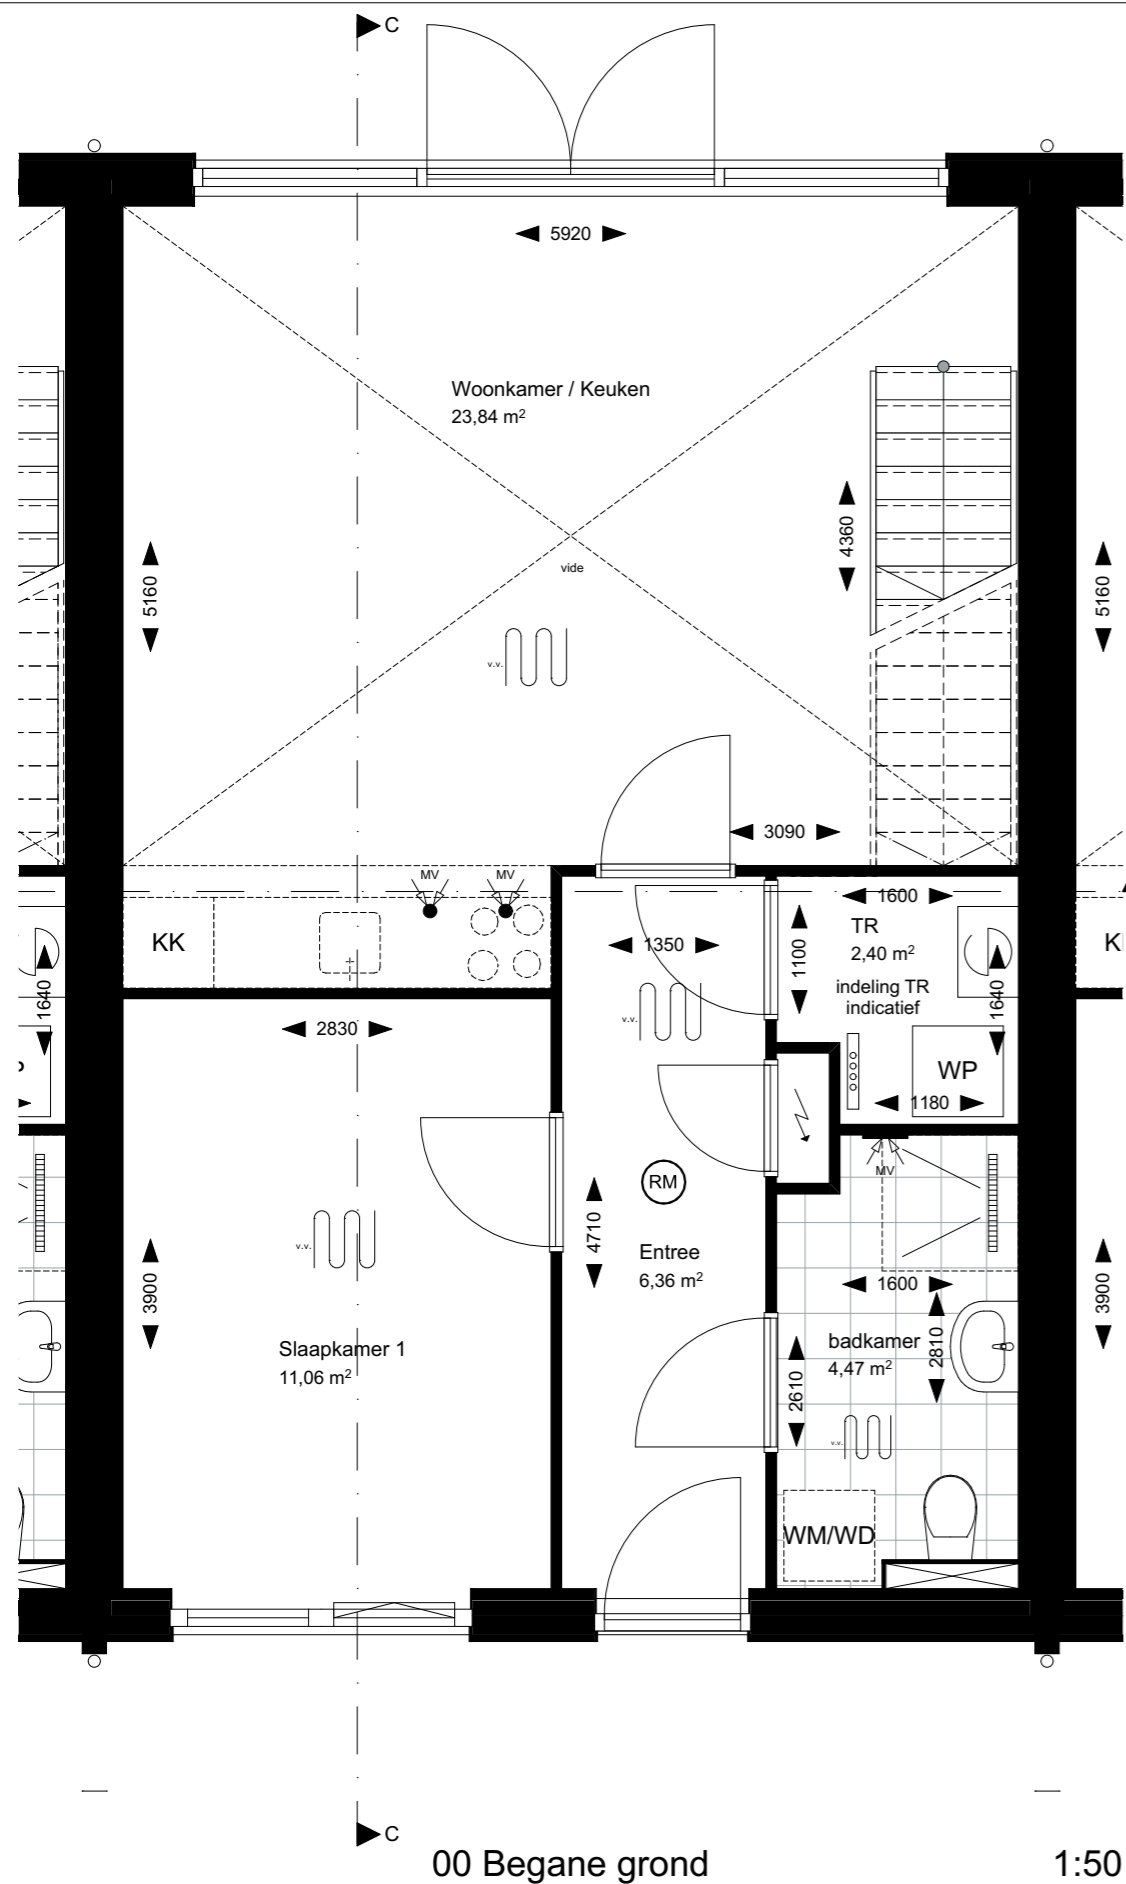 C
5920
Woonkamer / Keuken
23,84 m²
4360
5160
5160
vide
v.v.
3090
MV
MV
KK
1350
1600
TR
2,40 m²
1100
indeling TR
indicatief
1640
1640
v.v.
2830
WP
1180
MV
RM
4710
Entree
6,36 m²
v.v.
3900
3900
1600
Slaapkamer 1
11,06 m²
badkamer
4,47 m²
2810
2610
v.v.
WM/WD
C
00 Begane grond
1:50